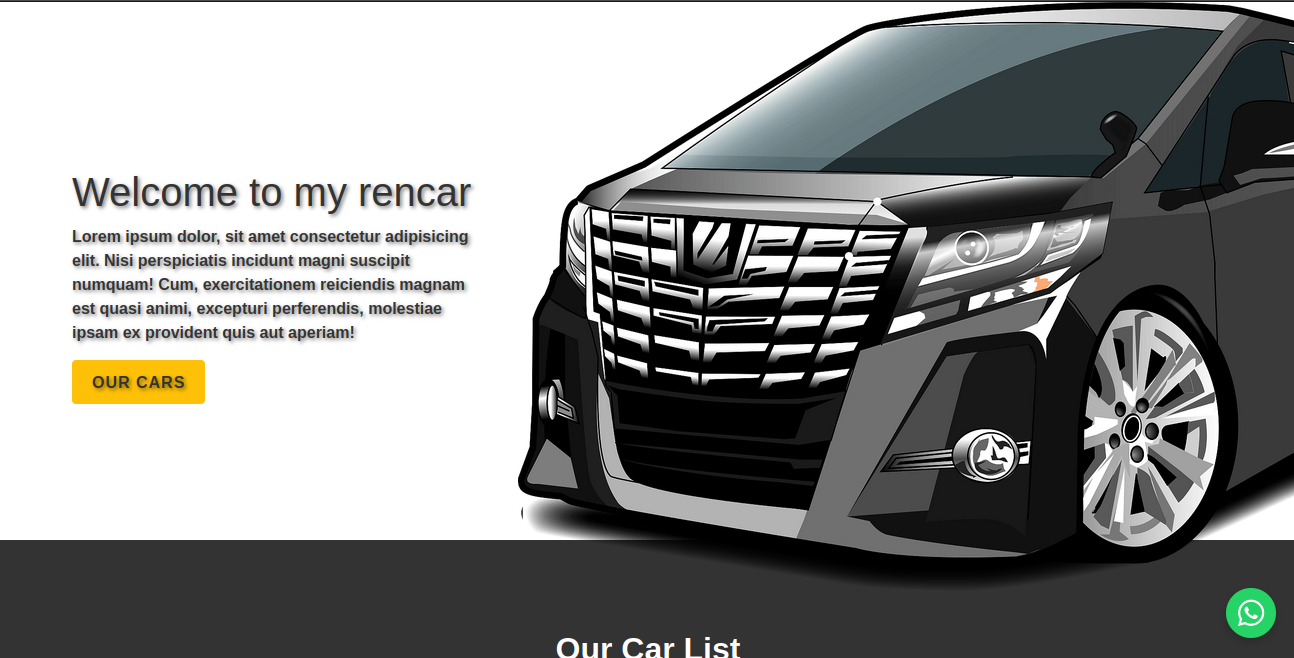 Welcome to my rencar
Lorem ipsum dolor, sit amet consectetur adipisicing
elit. Nisi perspiciatis incidunt magni suscipit
numquam! Cum, exercitationem reiciendis magnam
est quasi animi, excepturi perferendis, molestiae
ipsam ex provident quis aut aperiam!
OUR CARS
Our Car List